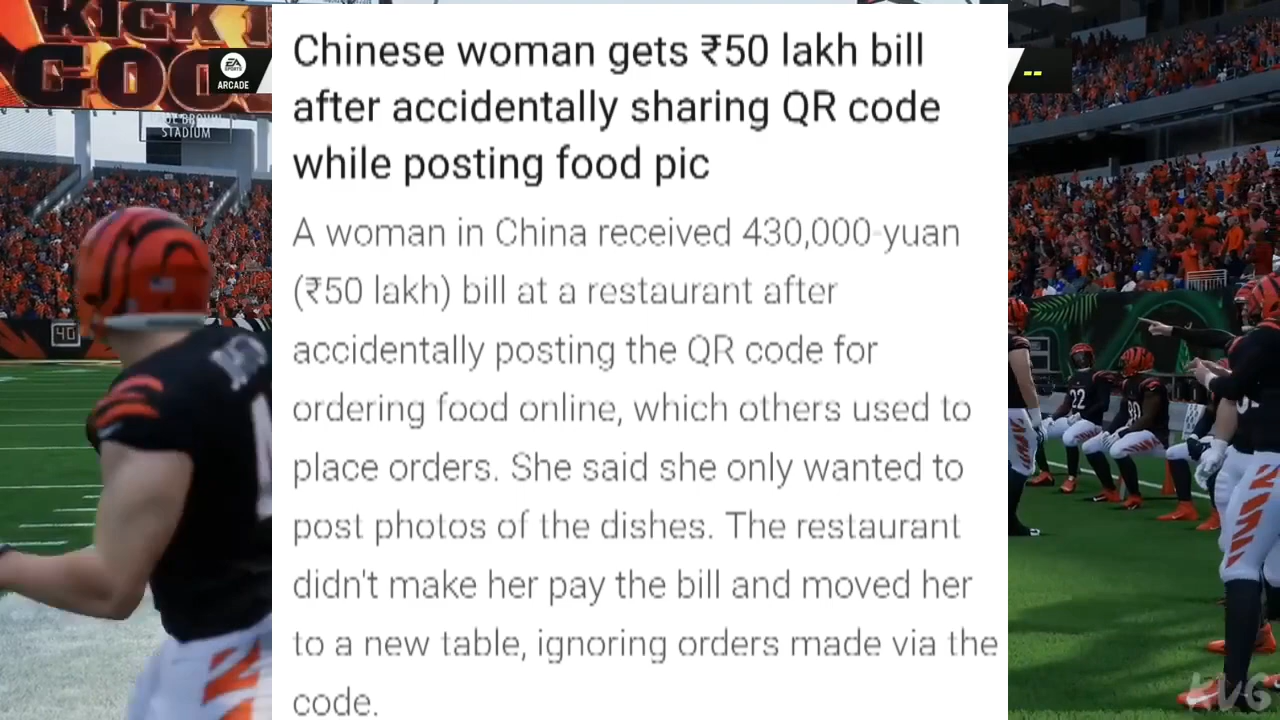 KICK
EA
SPORTS
ARCADE
STADIUM
Chinese woman gets ₹50 lakh bill
after accidentally sharing QR code
while posting food pic
A woman in China received 430,000-yuan
(₹50 lakh) bill at a restaurant after
accidentally posting the QR code for
ordering food online, which others used to
place orders. She said she only wanted to
post photos of the dishes. The restaurant
didn't make her pay the bill and moved her
to a new table, ignoring orders made via the
code.
--
40
22
KVG